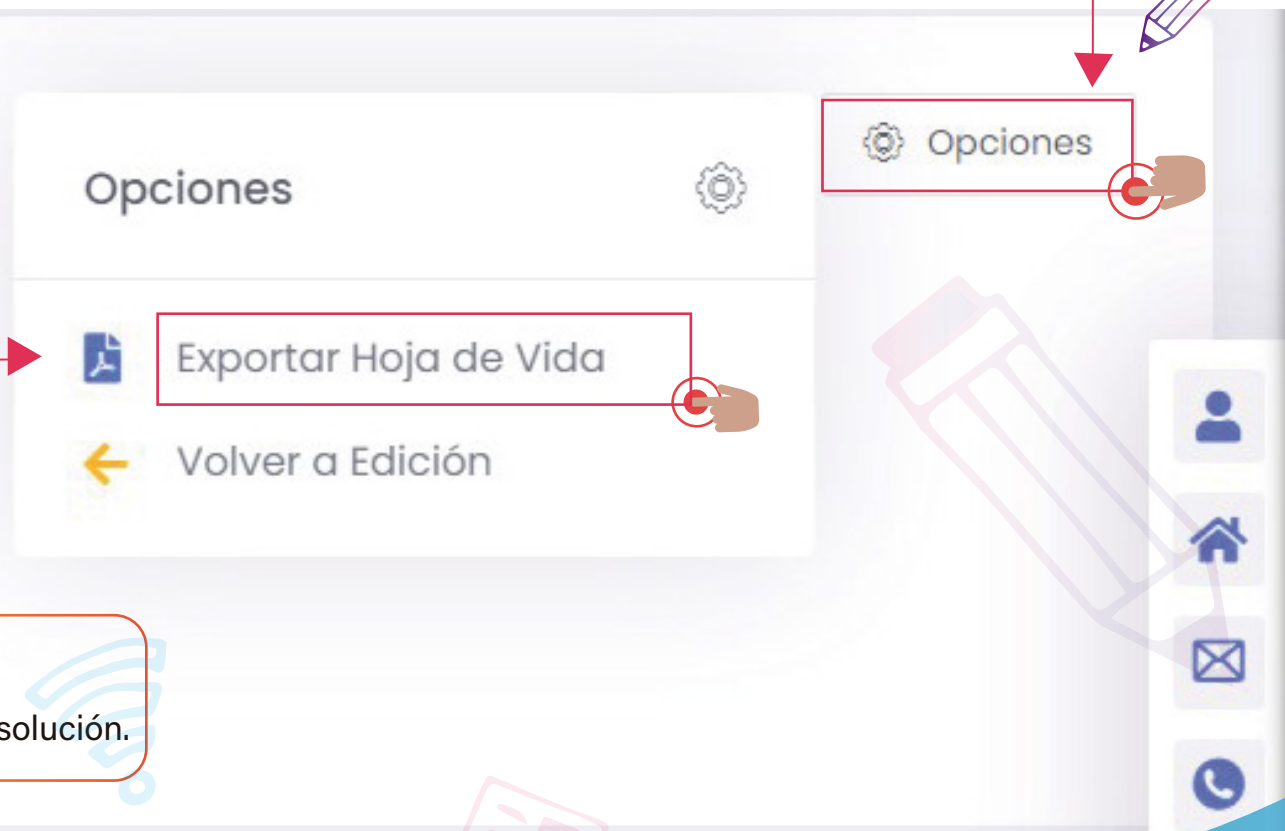 Opciones
Opciones
Exportar Hoja de Vida
Volver a Edición
solución.